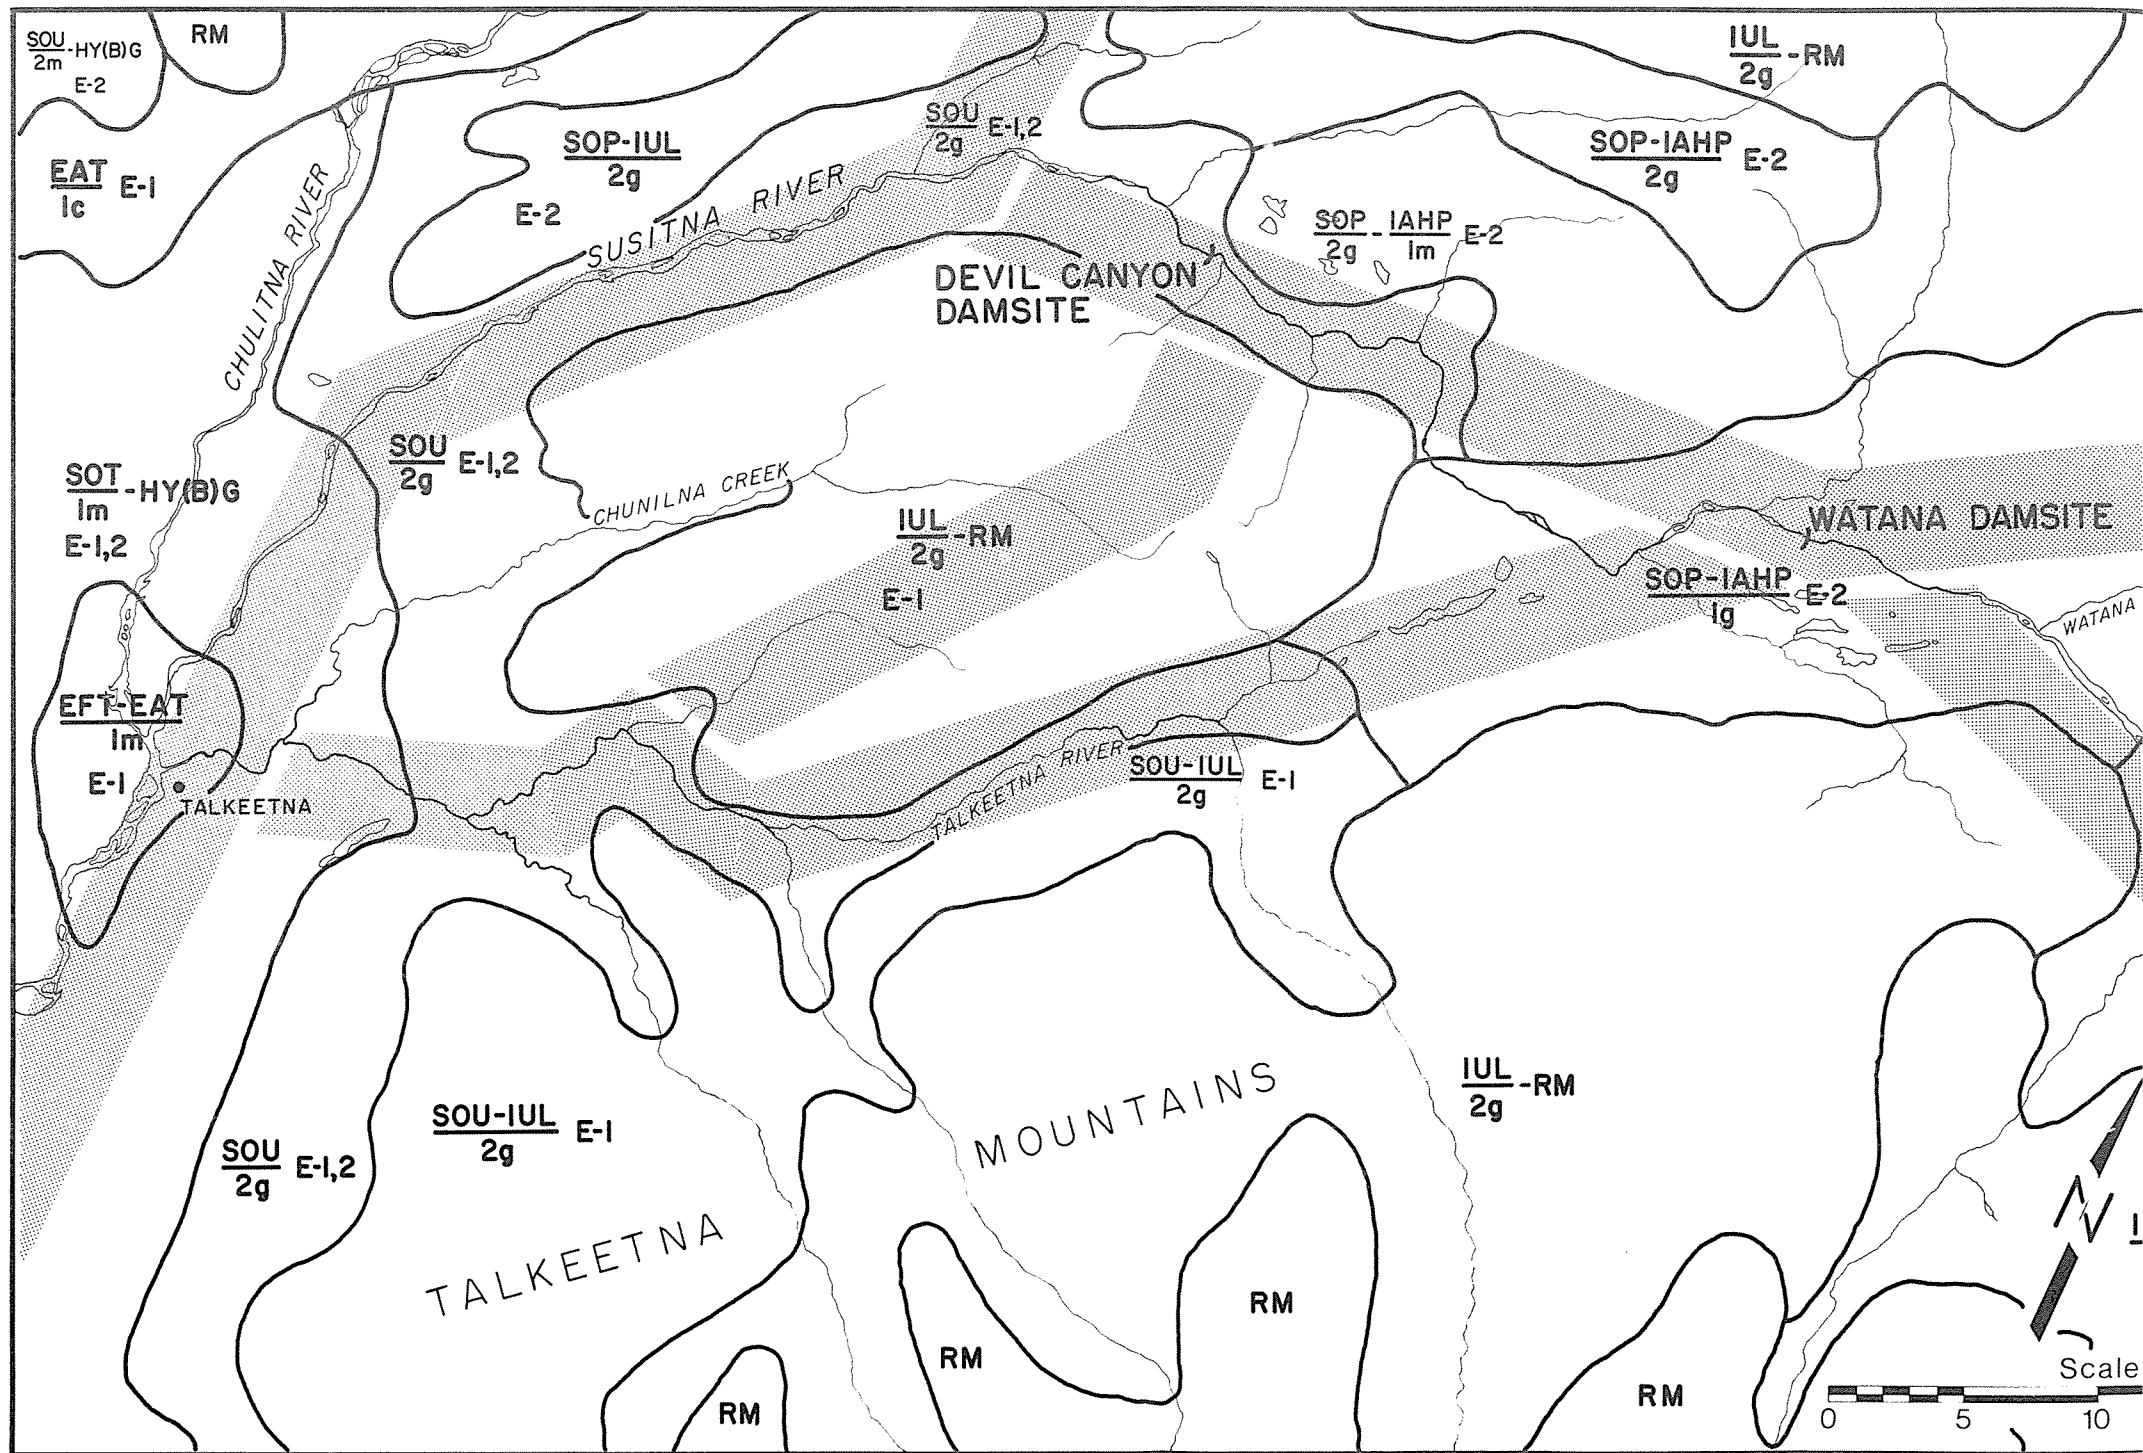 SOU
2m
-HY(B)G
E-2
RM
IUL
2g
-RM
SOU
2g
E-1,2
SOP-IUL
2g
E-2
EAT
1c
E-1
SOP-IAHP
2g
E-2
SOP
2g
-
IAHP
1m
E-2
CHULITNA RIVER
SUSITNA RIVER
DEVIL CANYON
DAMSITE
SOU
2g
E-1,2
SOT
1m
-HY(B)G
E-1,2
CHUNILNA CREEK
IUL
2g
-RM
E-1
WATANA DAMSITE
SOP-IAHP
1g
E-2
WATANA
EFT-EAT
1m
E-1
TALKEETNA
TALKEETNA RIVER
SOU-IUL
2g
E-1
SOU-IUL
2g
E-1
SOU
2g
E-1,2
IUL
2g
-RM
TALKEETNA MOUNTAINS
RM
RM
RM
RM
N
Scale
0 5 10